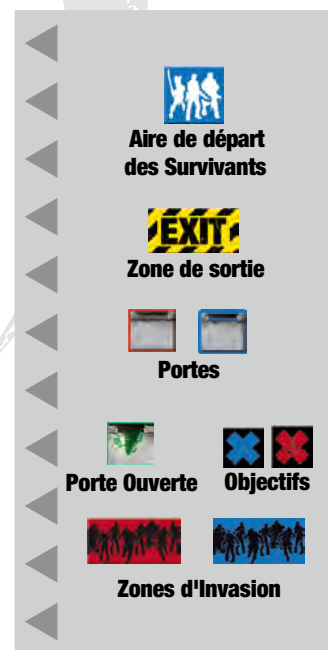 Aire de départ
des Survivants
EXIT
Zone de sortie
Portes
Porte Ouverte
Objectifs
Zones d'Invasion